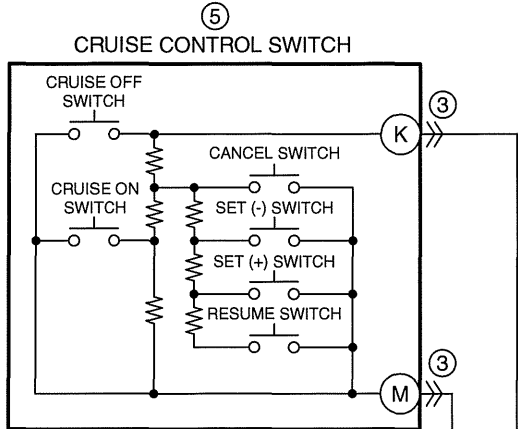 5
CRUISE CONTROL SWITCH
CRUISE OFF
SWITCH
K
3
CANCEL SWITCH
CRUISE ON
SWITCH
SET (-) SWITCH
SET (+) SWITCH
RESUME SWITCH
M
3